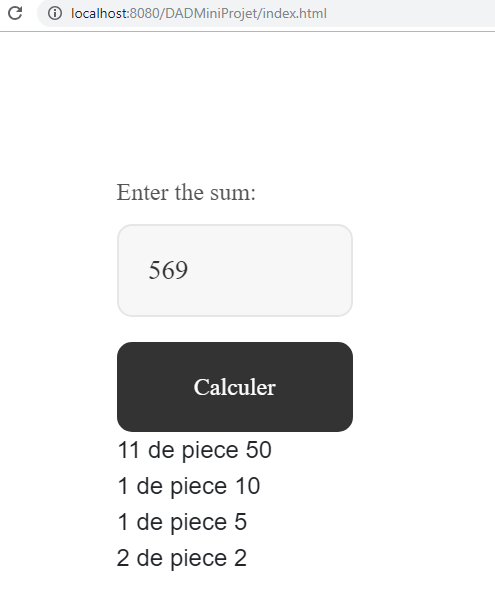 localhost:8080/DADMiniProjet/index.html
Enter the sum:
569
Calculer
11 de piece 50
1 de piece 10
1 de piece 5
2 de piece 2